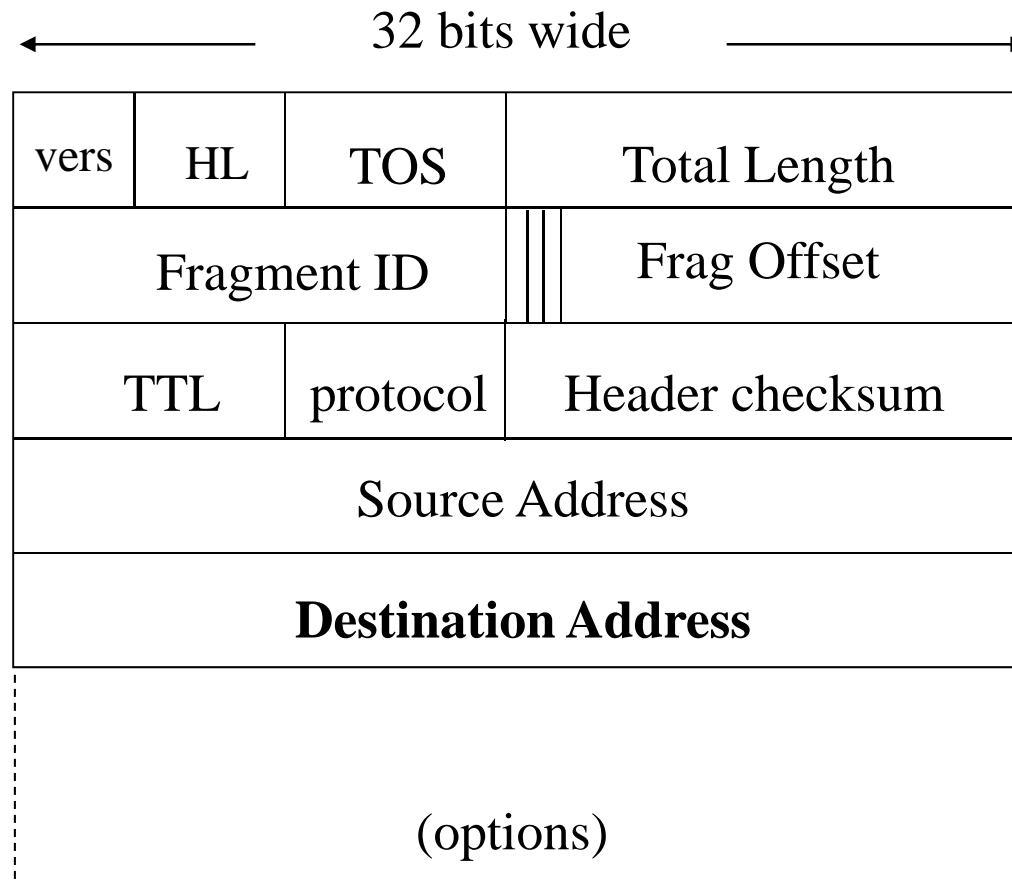 32 bits wide
vers HL TOS Total Length
Fragment ID Frag Offset
TTL protocol Header checksum
Source Address
Destination Address
(options)